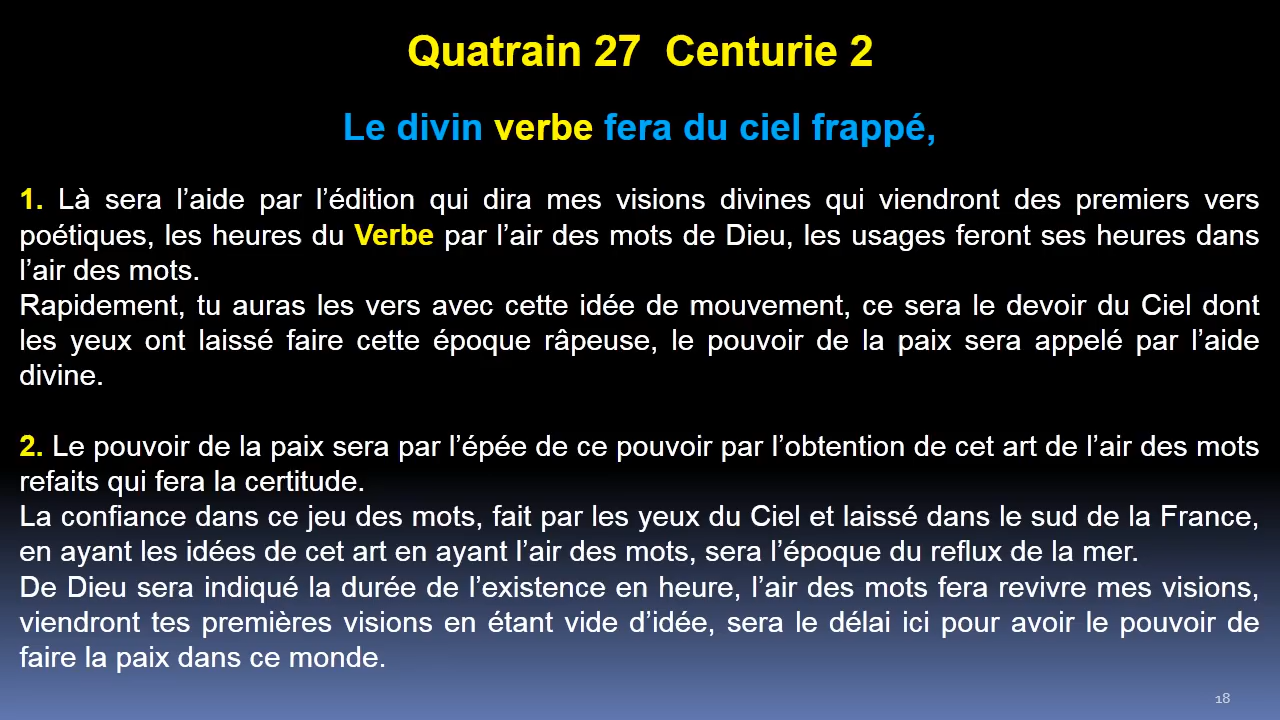 Quatrain 27 Centurie 2
Le divin verbe fera du ciel frappé,
1. Là sera l’aide par l’édition qui dira mes visions divines qui viendront des premiers vers
poétiques, les heures du Verbe par l’air des mots de Dieu, les usages feront ses heures dans
l’air des mots.
Rapidement, tu auras les vers avec cette idée de mouvement, ce sera le devoir du Ciel dont
les yeux ont laissé faire cette époque râpeuse, le pouvoir de la paix sera appelé par l’aide
divine.
2. Le pouvoir de la paix sera par l’épée de ce pouvoir par l’obtention de cet art de l’air des mots
refaits qui fera la certitude.
La confiance dans ce jeu des mots, fait par les yeux du Ciel et laissé dans le sud de la France,
en ayant les idées de cet art en ayant l’air des mots, sera l’époque du reflux de la mer.
De Dieu sera indiqué la durée de l’existence en heure, l’air des mots fera revivre mes visions,
viendront tes premières visions en étant vide d’idée, sera le délai ici pour avoir le pouvoir de
faire la paix dans ce monde.
18